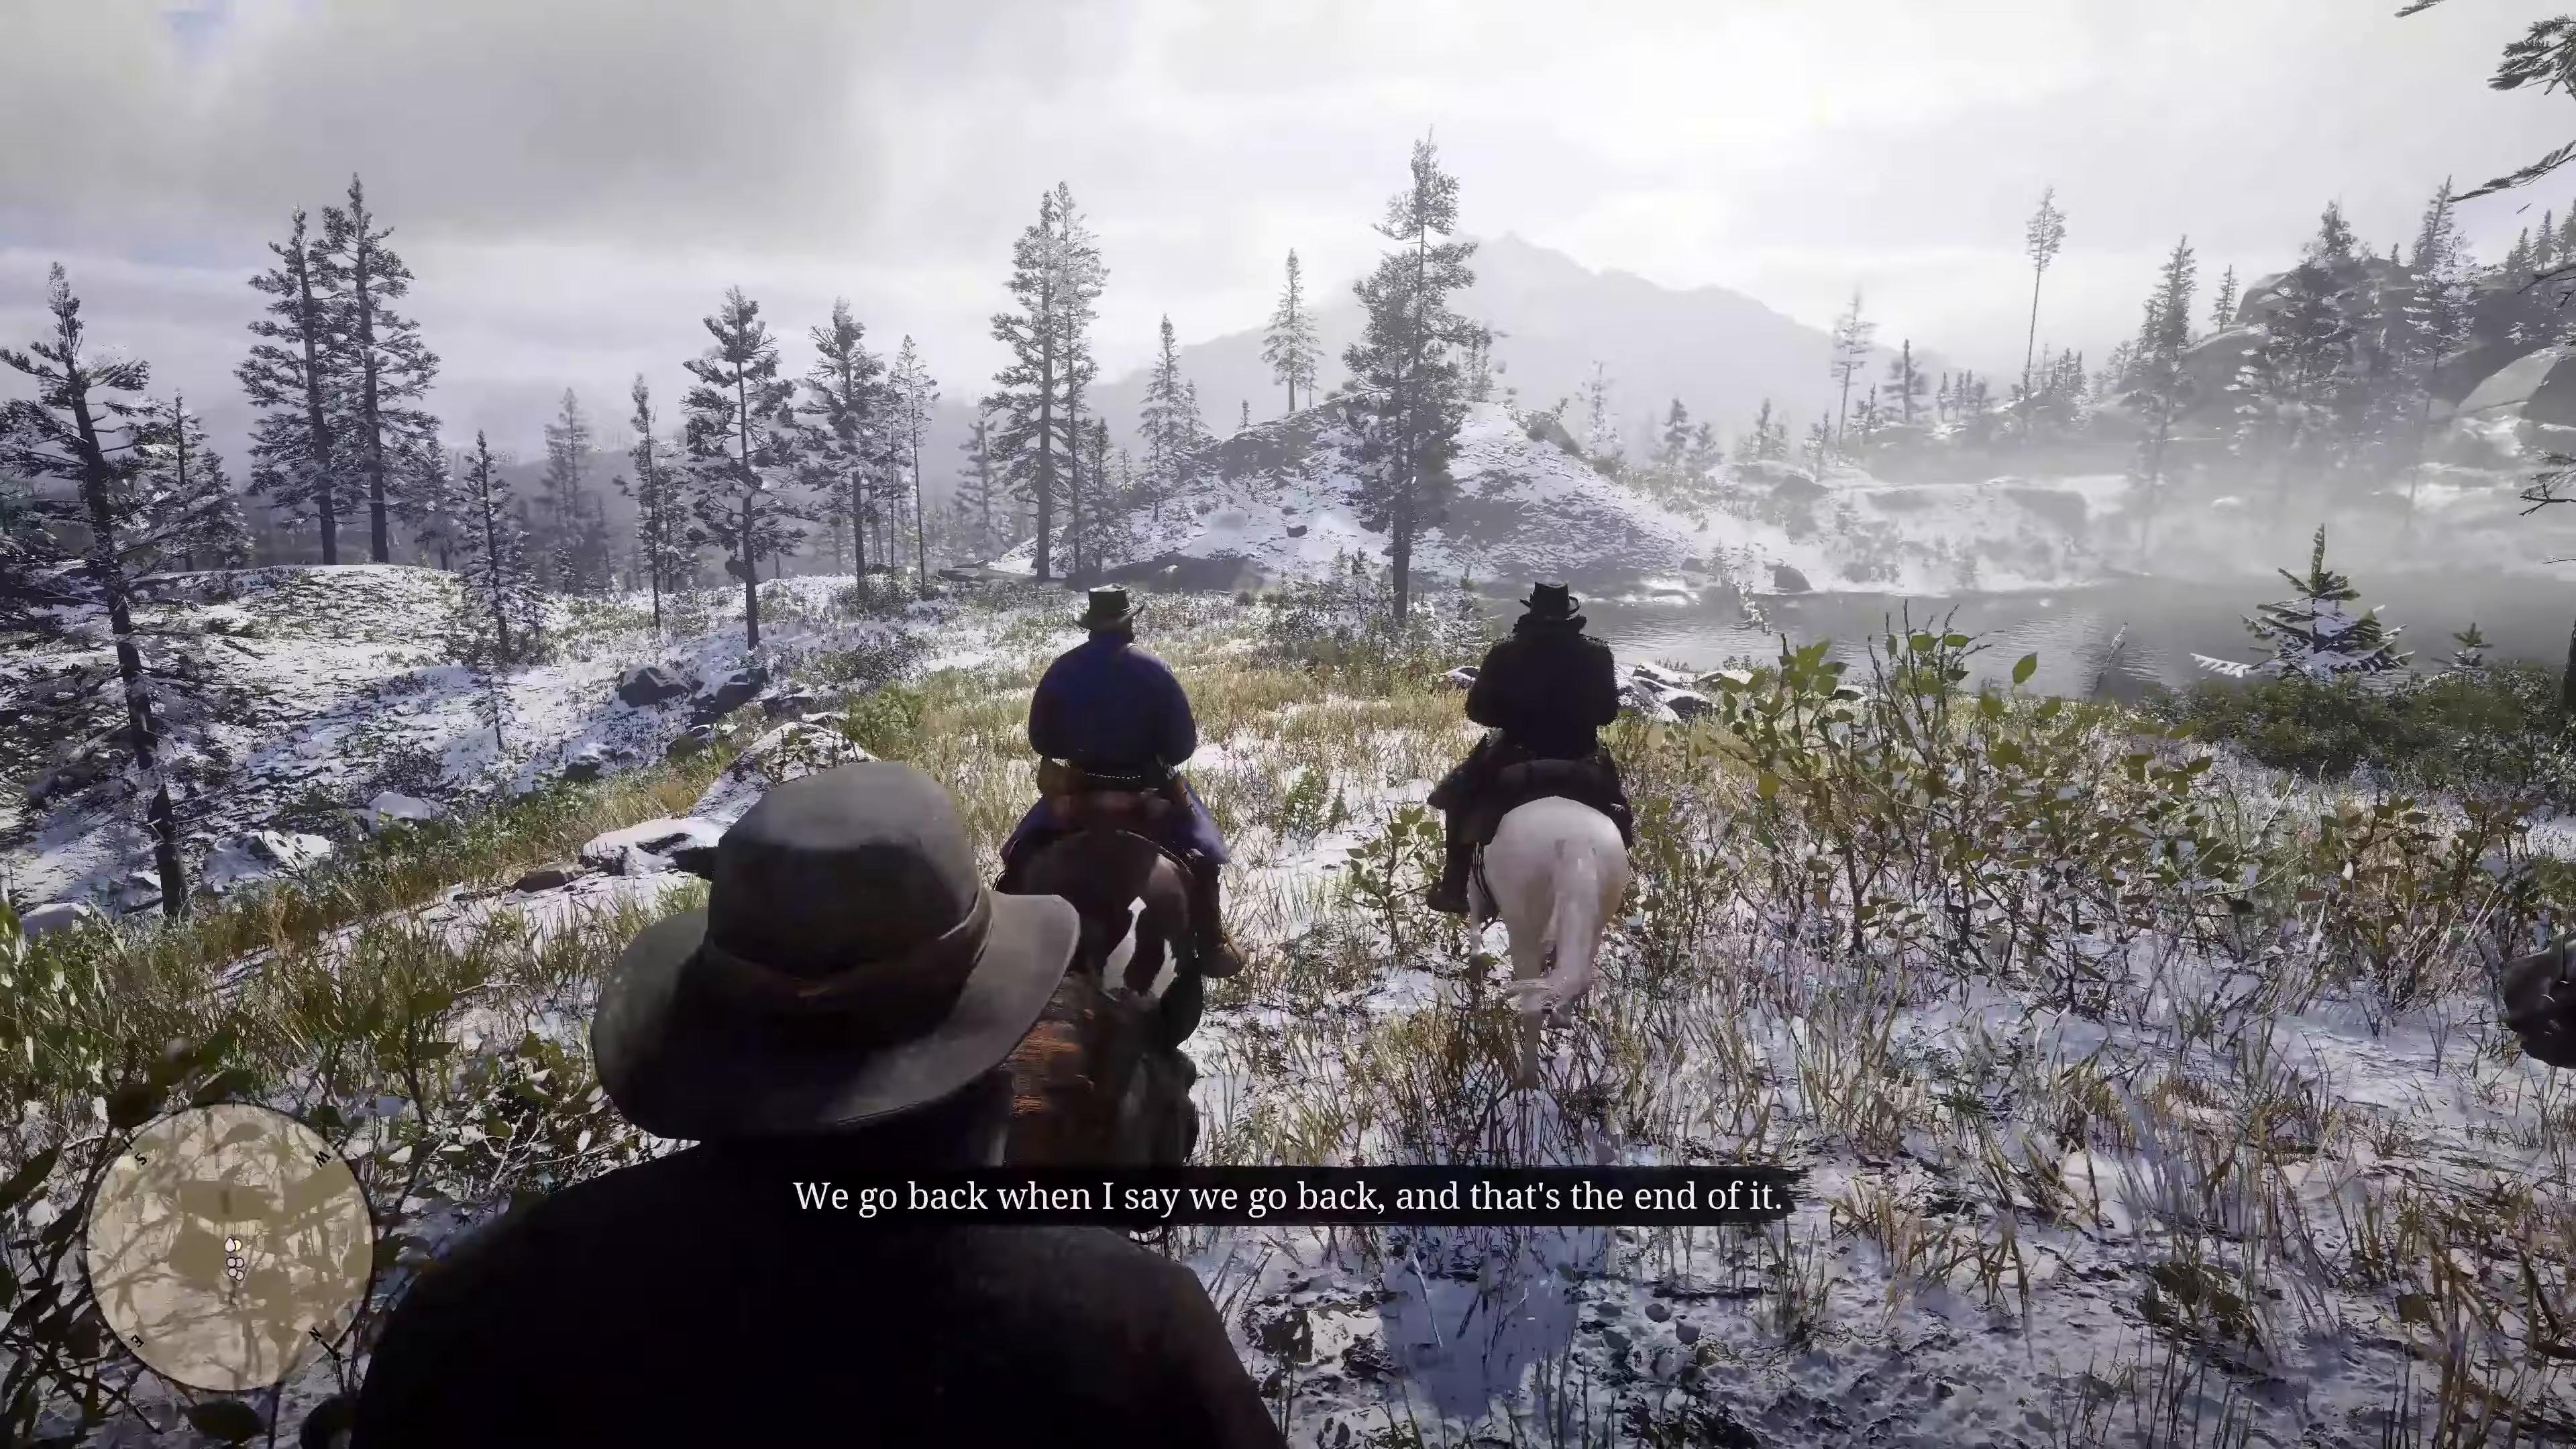 We go back when I say we go back, and that's the end of it.
S
W
E
N